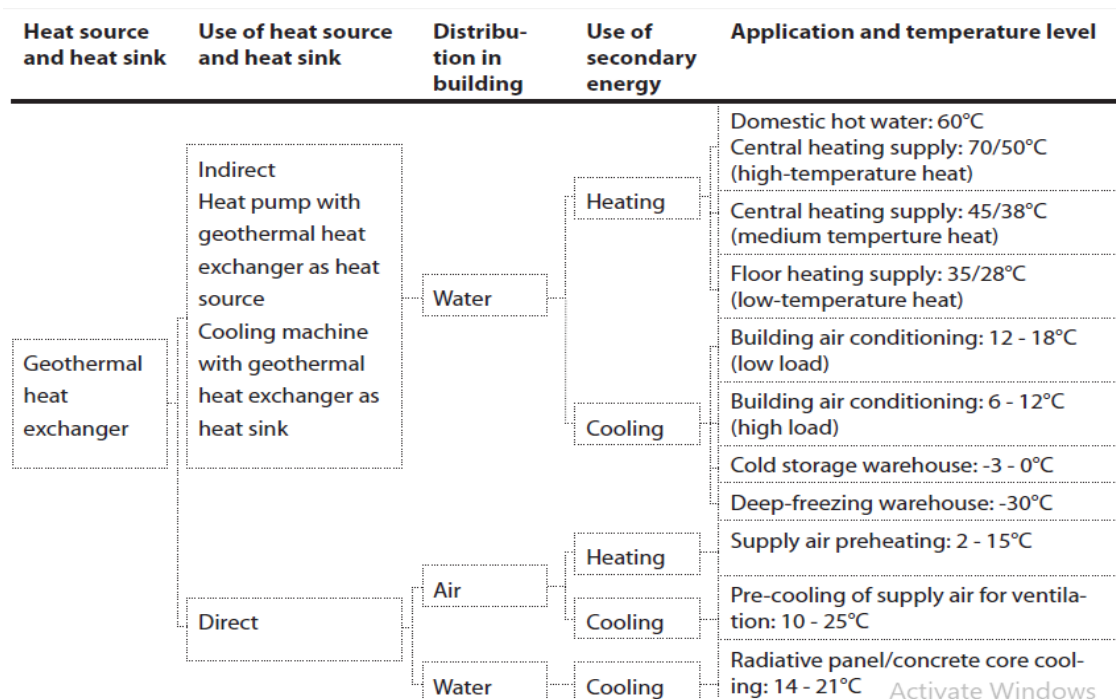 Heat source
and heat sink
Use of heat source
and heat sink
Distribu-
tion in
building
Use of
secondary
energy
Application and temperature level
Geothermal
heat
exchanger
Indirect
Heat pump with
geothermal heat
exchanger as heat
source
Cooling machine
with geothermal
heat exchanger as
heat sink
Water
Heating
Domestic hot water: 60°C
Central heating supply: 70/50°C
(high-temperature heat)
Central heating supply: 45/38°C
(medium temperture heat)
Floor heating supply: 35/28°C
(low-temperature heat)
Cooling
Building air conditioning: 12 - 18°C
(low load)
Building air conditioning: 6 - 12°C
(high load)
Cold storage warehouse: -3 - 0°C
Deep-freezing warehouse: -30°C
Direct
Air
Heating
Supply air preheating: 2 - 15°C
Cooling
Pre-cooling of supply air for ventila-
tion: 10 - 25°C
Water
Cooling
Radiative panel/concrete core cool-
ing: 14 - 21°C
Activate Windows